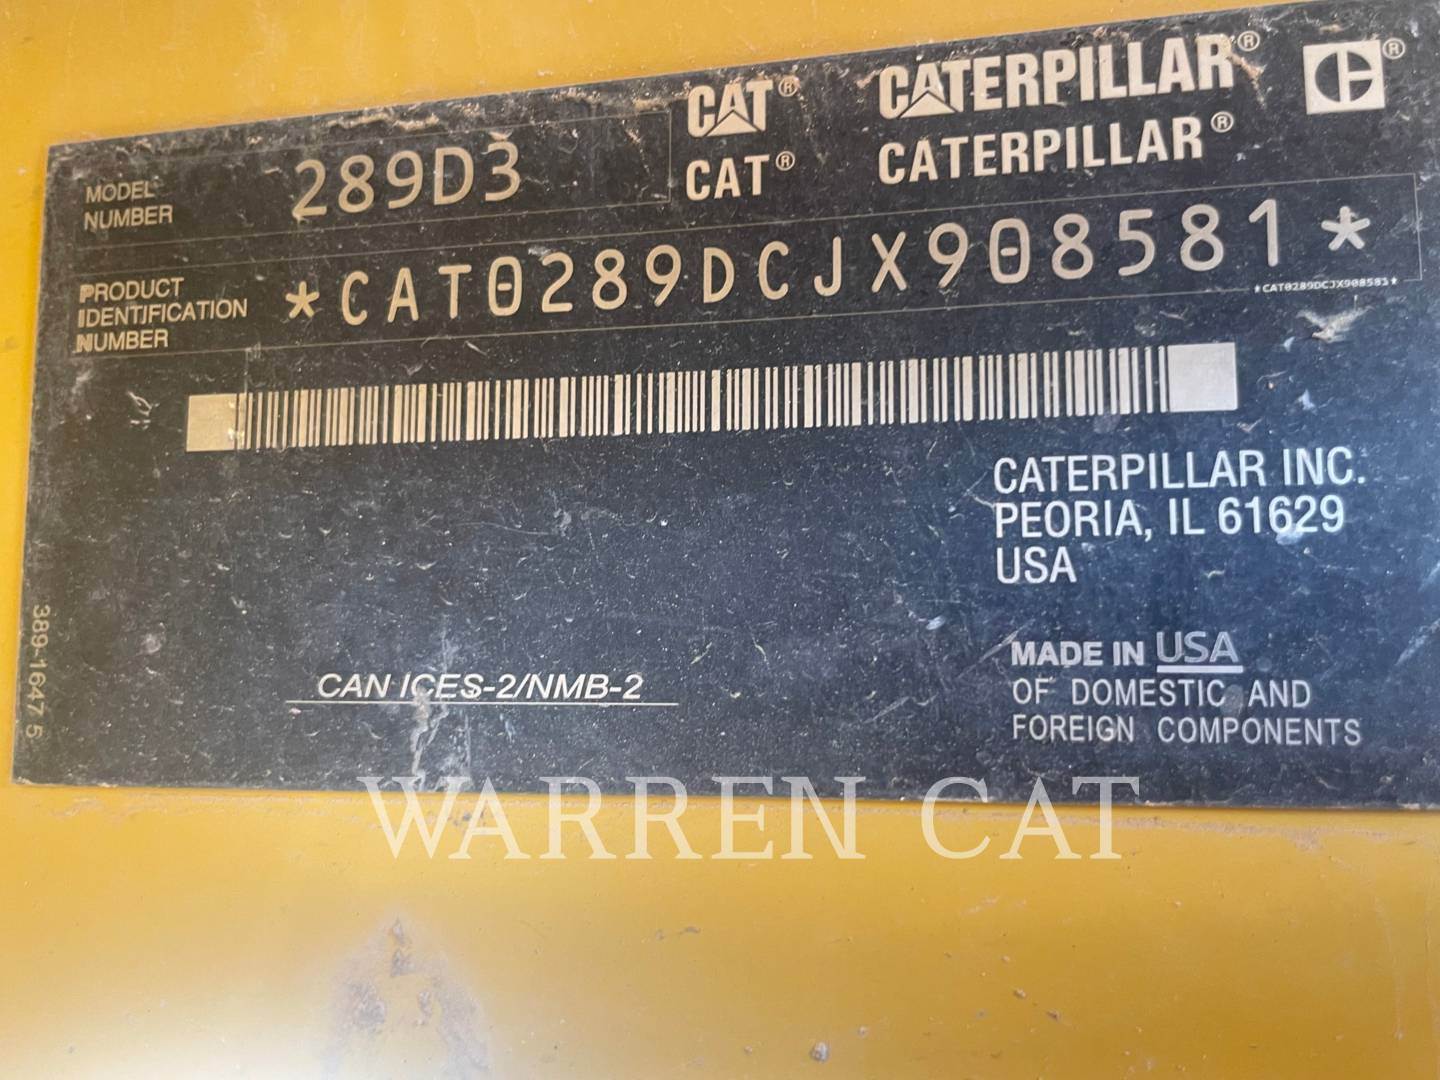 CAT® CATERPILLAR® ®
MODEL NUMBER 289D3 CAT® CATERPILLAR®
PRODUCT IDENTIFICATION NUMBER *CAT0289DCJX908581*
*CAT0289DCJX908581*
CATERPILLAR INC.
PEORIA, IL 61629
USA
MADE IN USA
OF DOMESTIC AND
FOREIGN COMPONENTS
CAN ICES-2/NMB-2
389-1647 5
WARREN CAT